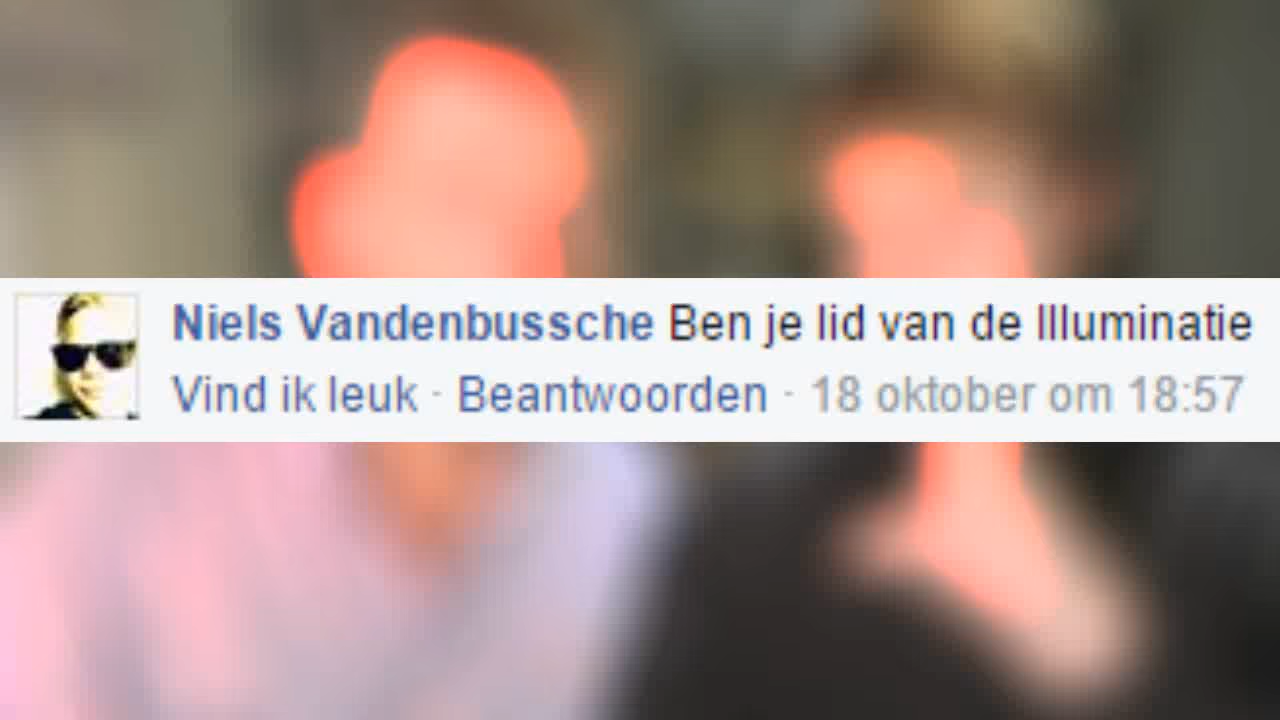 Niels Vandenbussche Ben je lid van de Illuminatie
Vind ik leuk · Beantwoorden · 18 oktober om 18:57